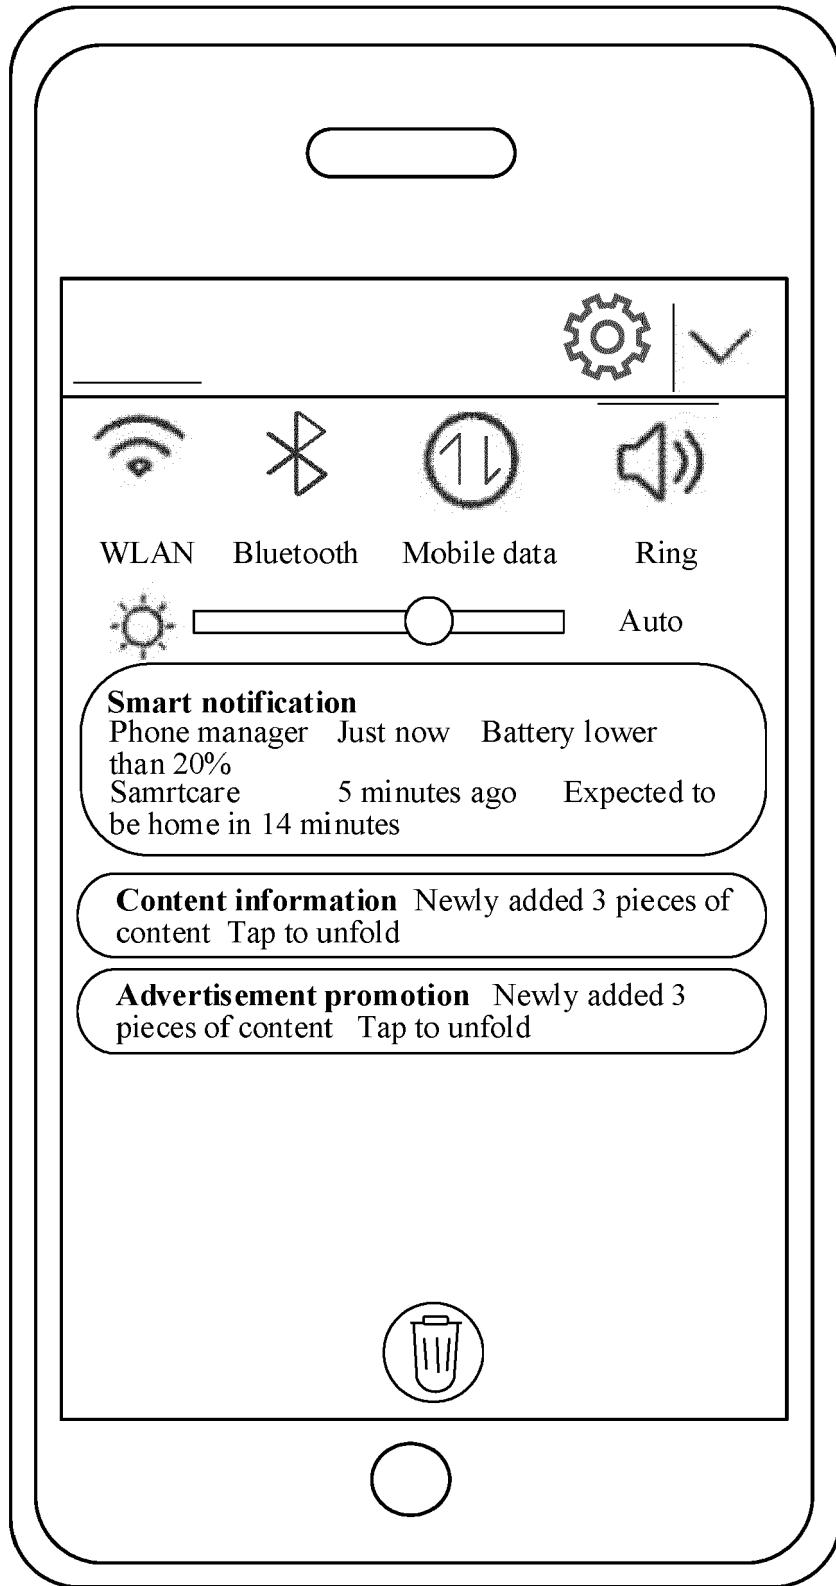 WLAN Bluetooth Mobile data Ring
Auto
Smart notification
Phone manager Just now Battery lower
than 20%
Samrtcare 5 minutes ago Expected to
be home in 14 minutes
Content information Newly added 3 pieces of
content Tap to unfold
Advertisement promotion Newly added 3
pieces of content Tap to unfold